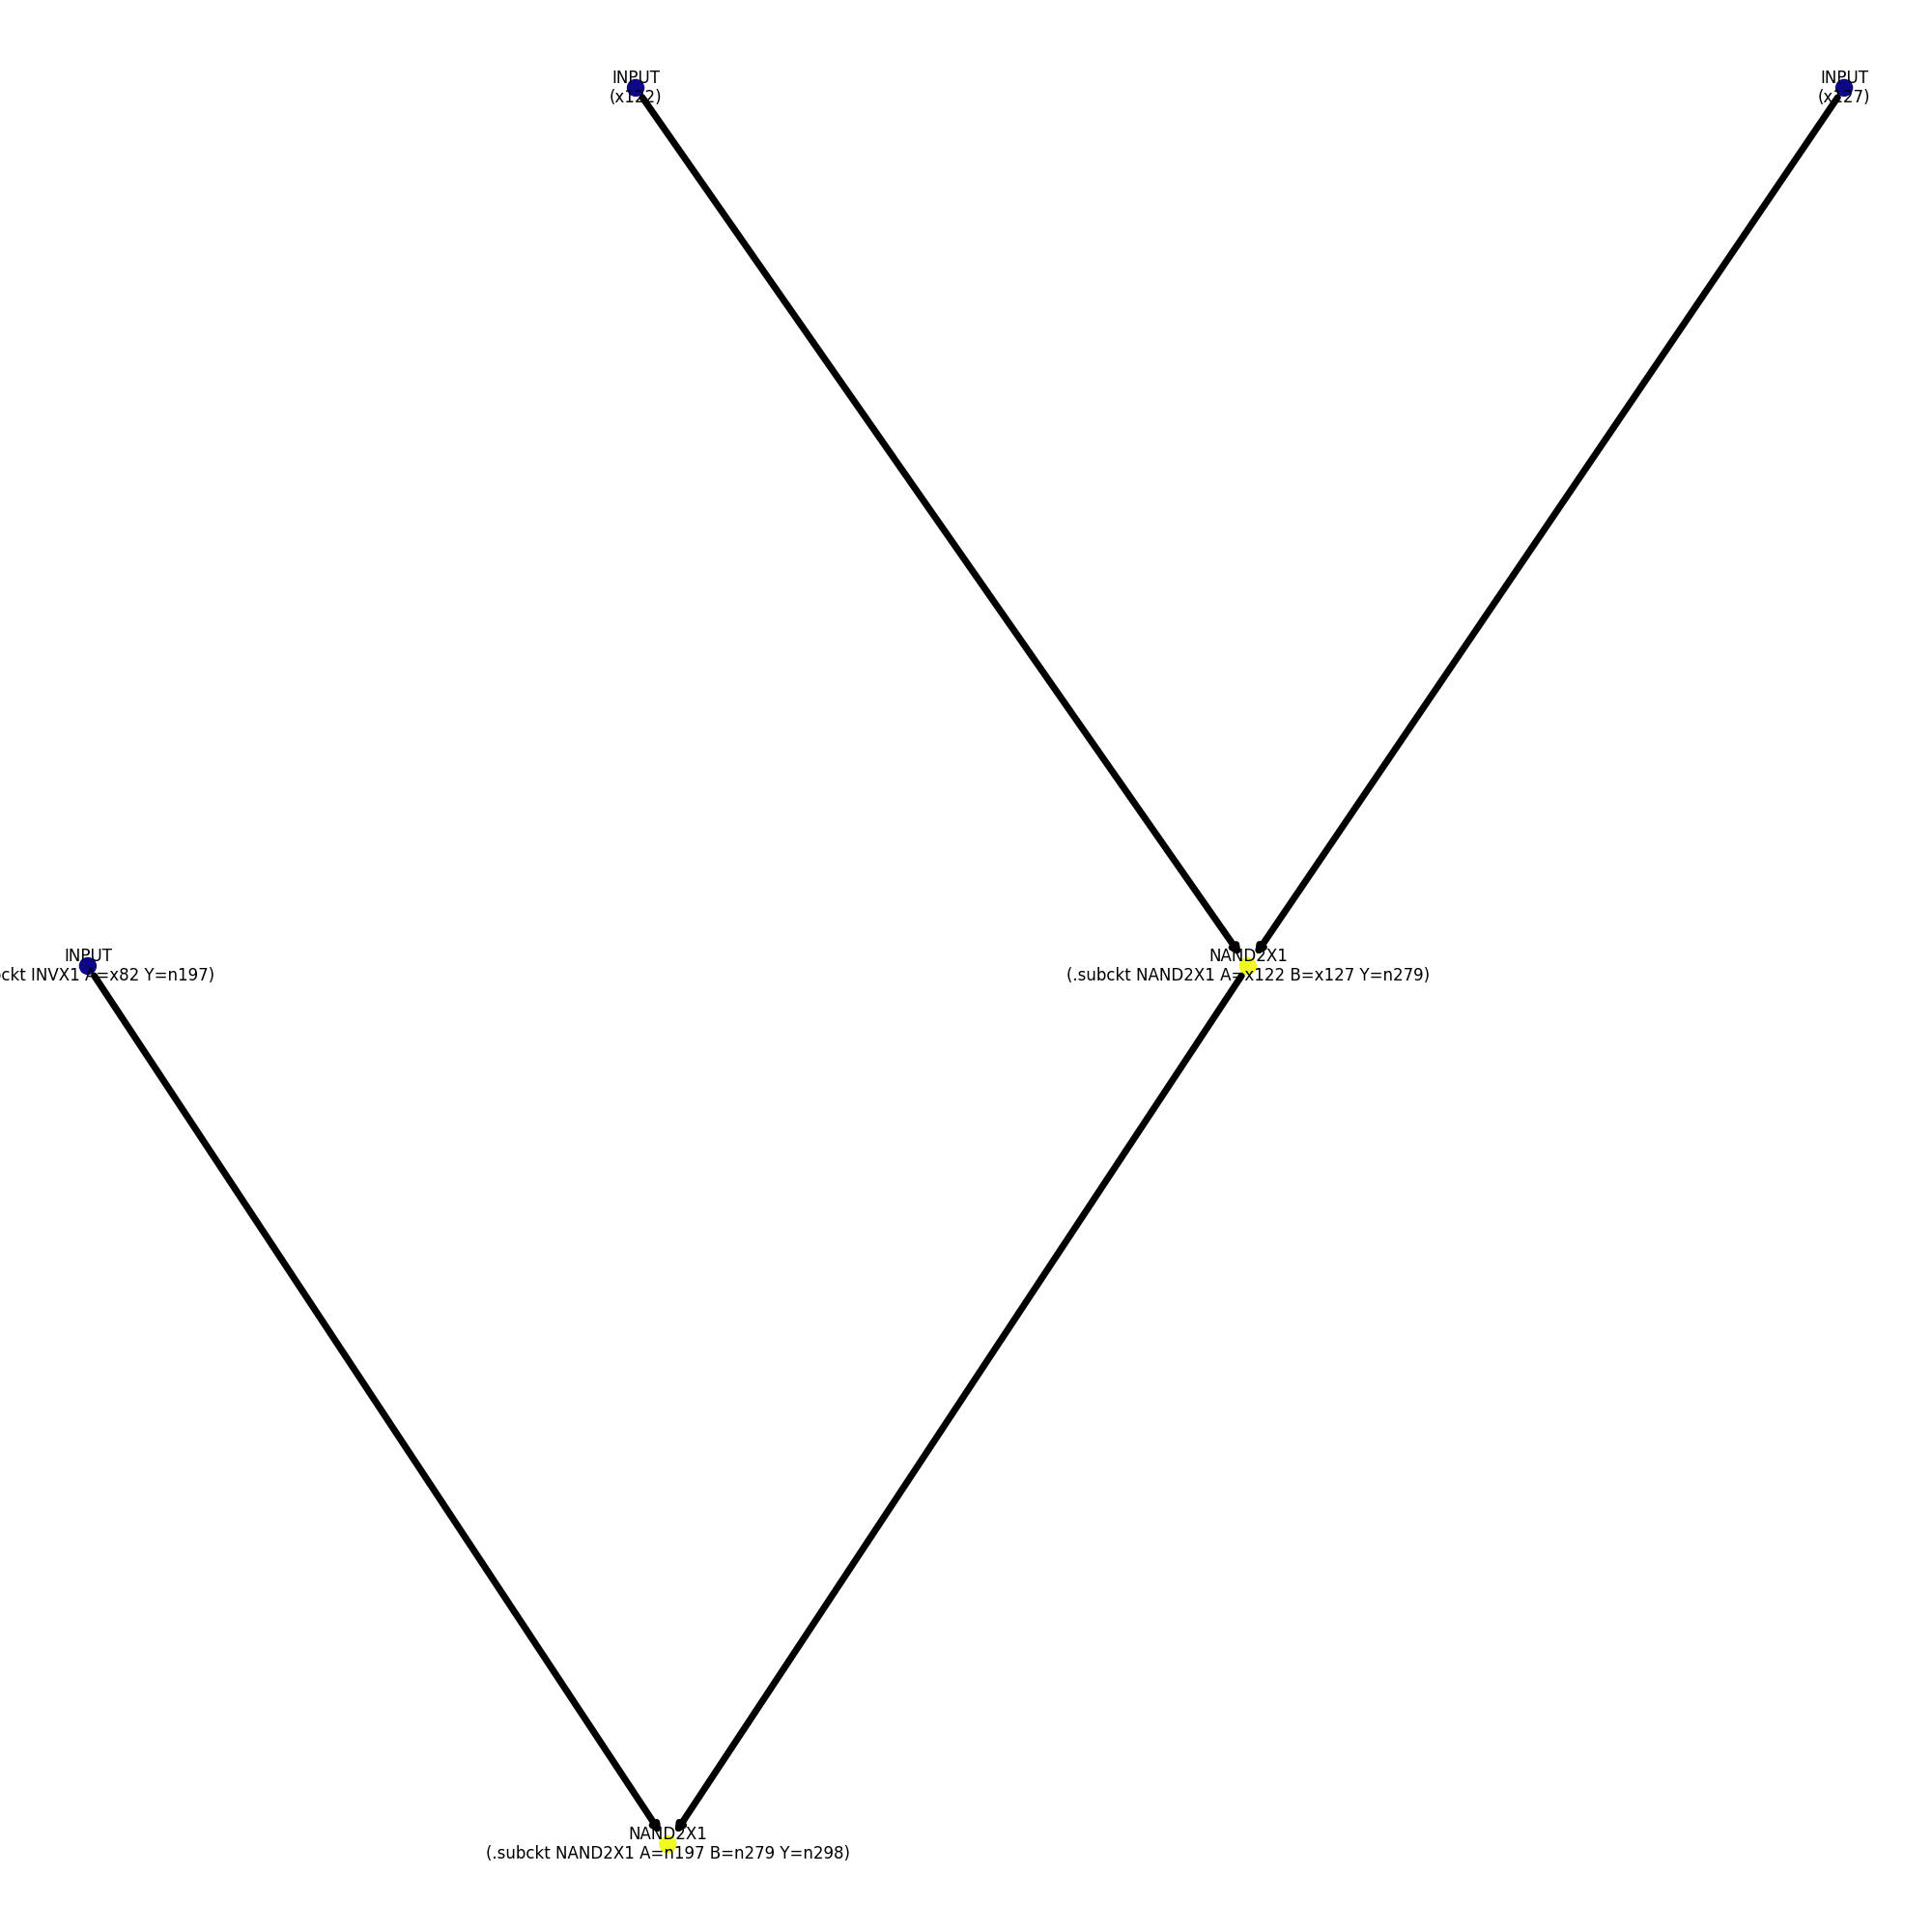 INPUT
(x122)
INPUT
(x127)
INPUT
ckt INVX1 A=x82 Y=n197)
NAND2X1
(.subckt NAND2X1 A=x122 B=x127 Y=n279)
NAND2X1
(.subckt NAND2X1 A=n197 B=n279 Y=n298)